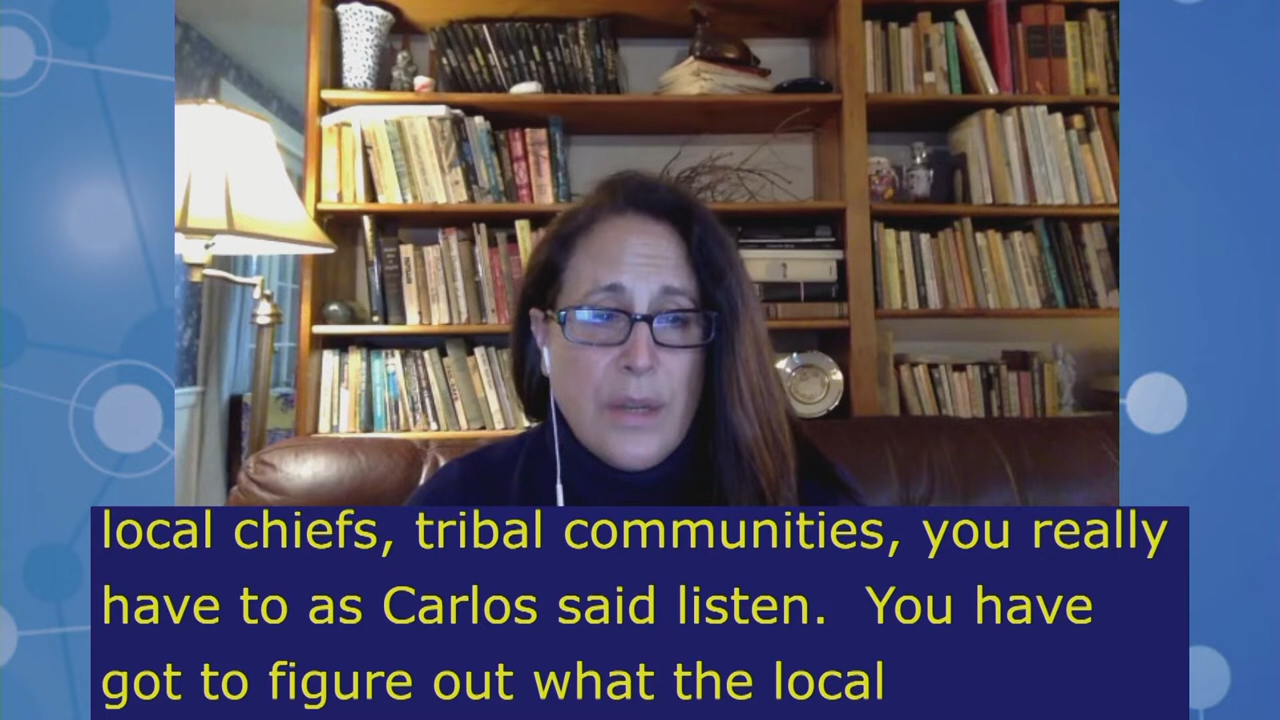 local chiefs, tribal communities, you really
have to as Carlos said listen.  You have
got to figure out what the local